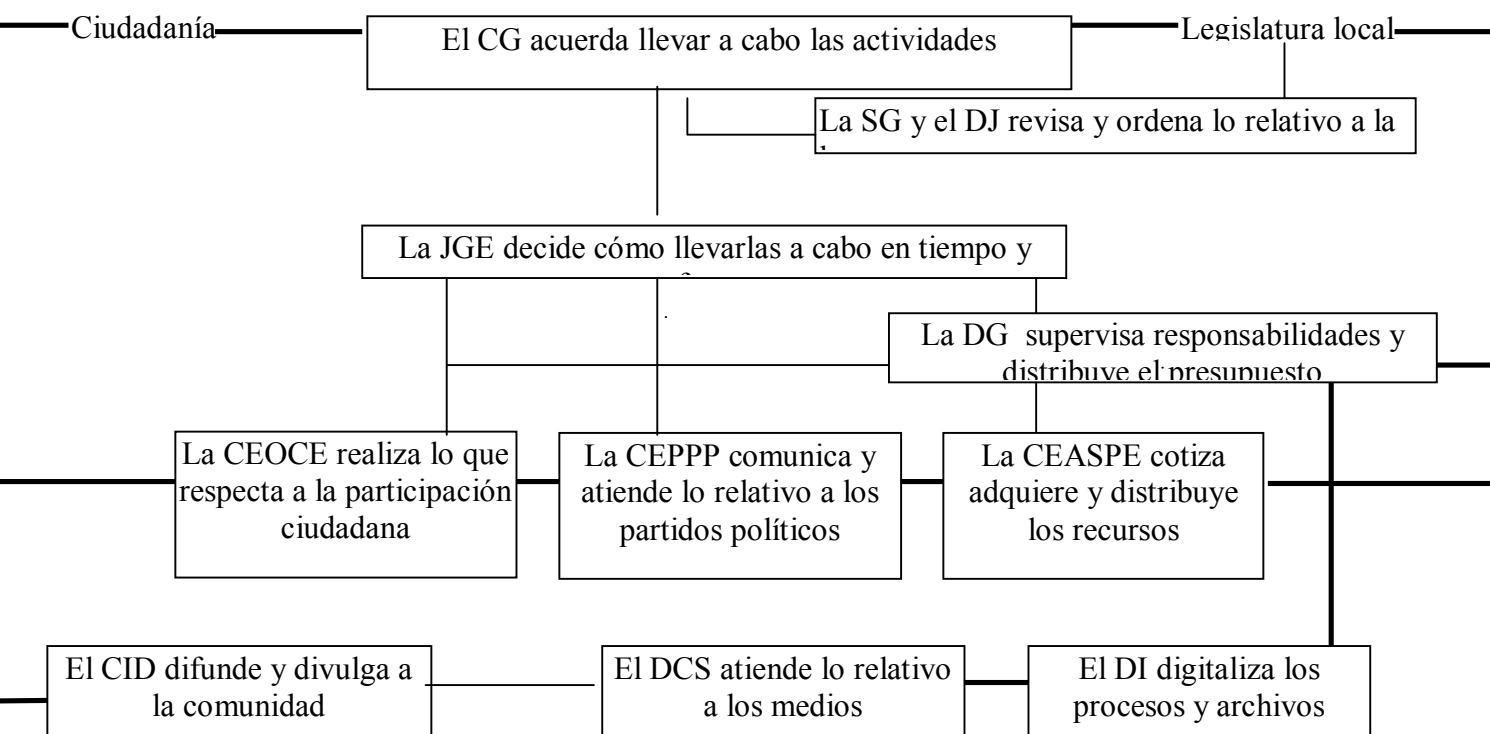 Ciudadanía
El CG acuerda llevar a cabo las actividades
Legislatura local
La SG y el DJ revisa y ordena lo relativo a la
La JGE decide cómo llevarlas a cabo en tiempo y
La DG supervisa responsabilidades y
distribuye el presupuesto
La CEOCE realiza lo que
respecta a la participación
ciudadana
La CEPPP comunica y
atiende lo relativo a los
partidos políticos
La CEASPE cotiza
adquiere y distribuye
los recursos
El CID difunde y divulga a
la comunidad
El DCS atiende lo relativo
a los medios
El DI digitaliza los
procesos y archivos